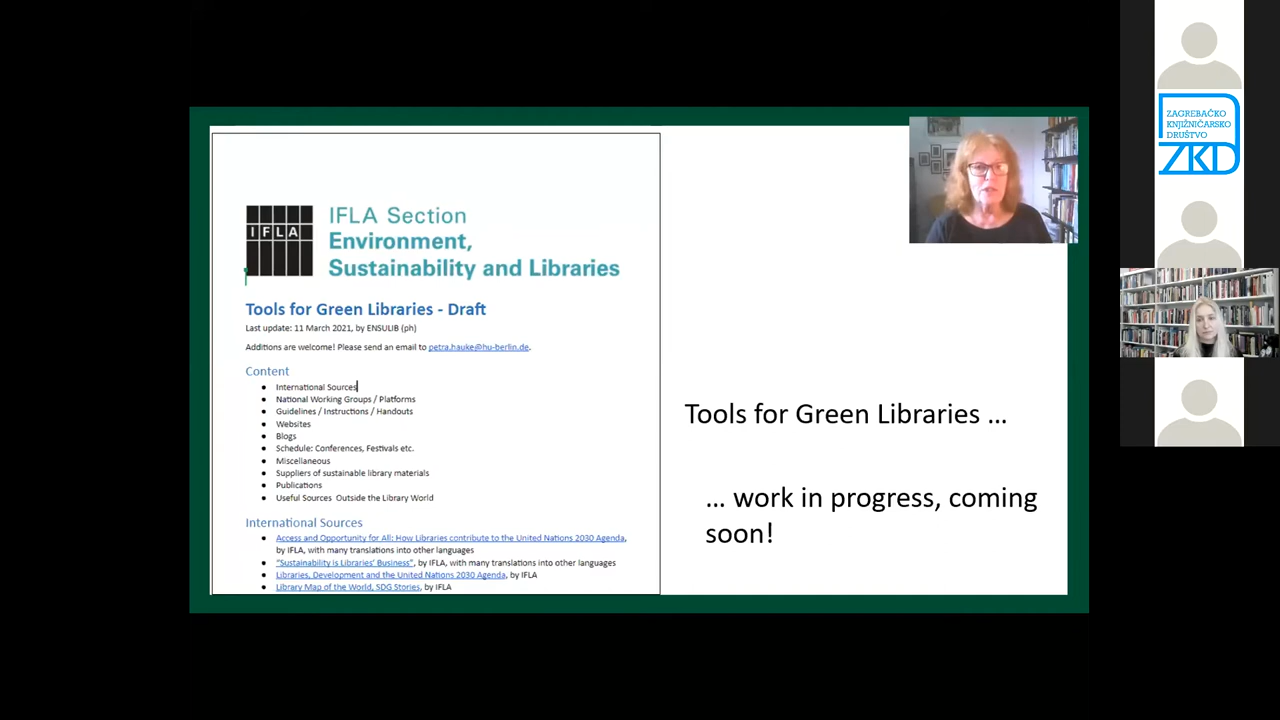 IFLA
IFLA Section
Environment,
Sustainability and Libraries
Tools for Green Libraries - Draft
Last update: 11 March 2021, by ENSULIB (ph)
Additions are welcome! Please send an email to petra.hauke@hu-berlin.de.
Content
● International Sources
● National Working Groups / Platforms
● Guidelines / Instructions / Handouts
● Websites
● Blogs
● Schedule: Conferences, Festivals etc.
● Miscellaneous
● Suppliers of sustainable library materials
● Publications
● Useful Sources Outside the Library World
International Sources
● Access and Opportunity for All: How Libraries contribute to the United Nations 2030 Agenda,
by IFLA, with many translations into other languages
● "Sustainability is Libraries' Business", by IFLA, with many translations into other languages
● Libraries, Development and the United Nations 2030 Agenda, by IFLA
● Library Map of the World, SDG Stories, by IFLA
Tools for Green Libraries ...
... work in progress, coming
soon!
ZAGREBAČKO
KNJIŽNIČARSKO
DRUŠTVO
ZKD